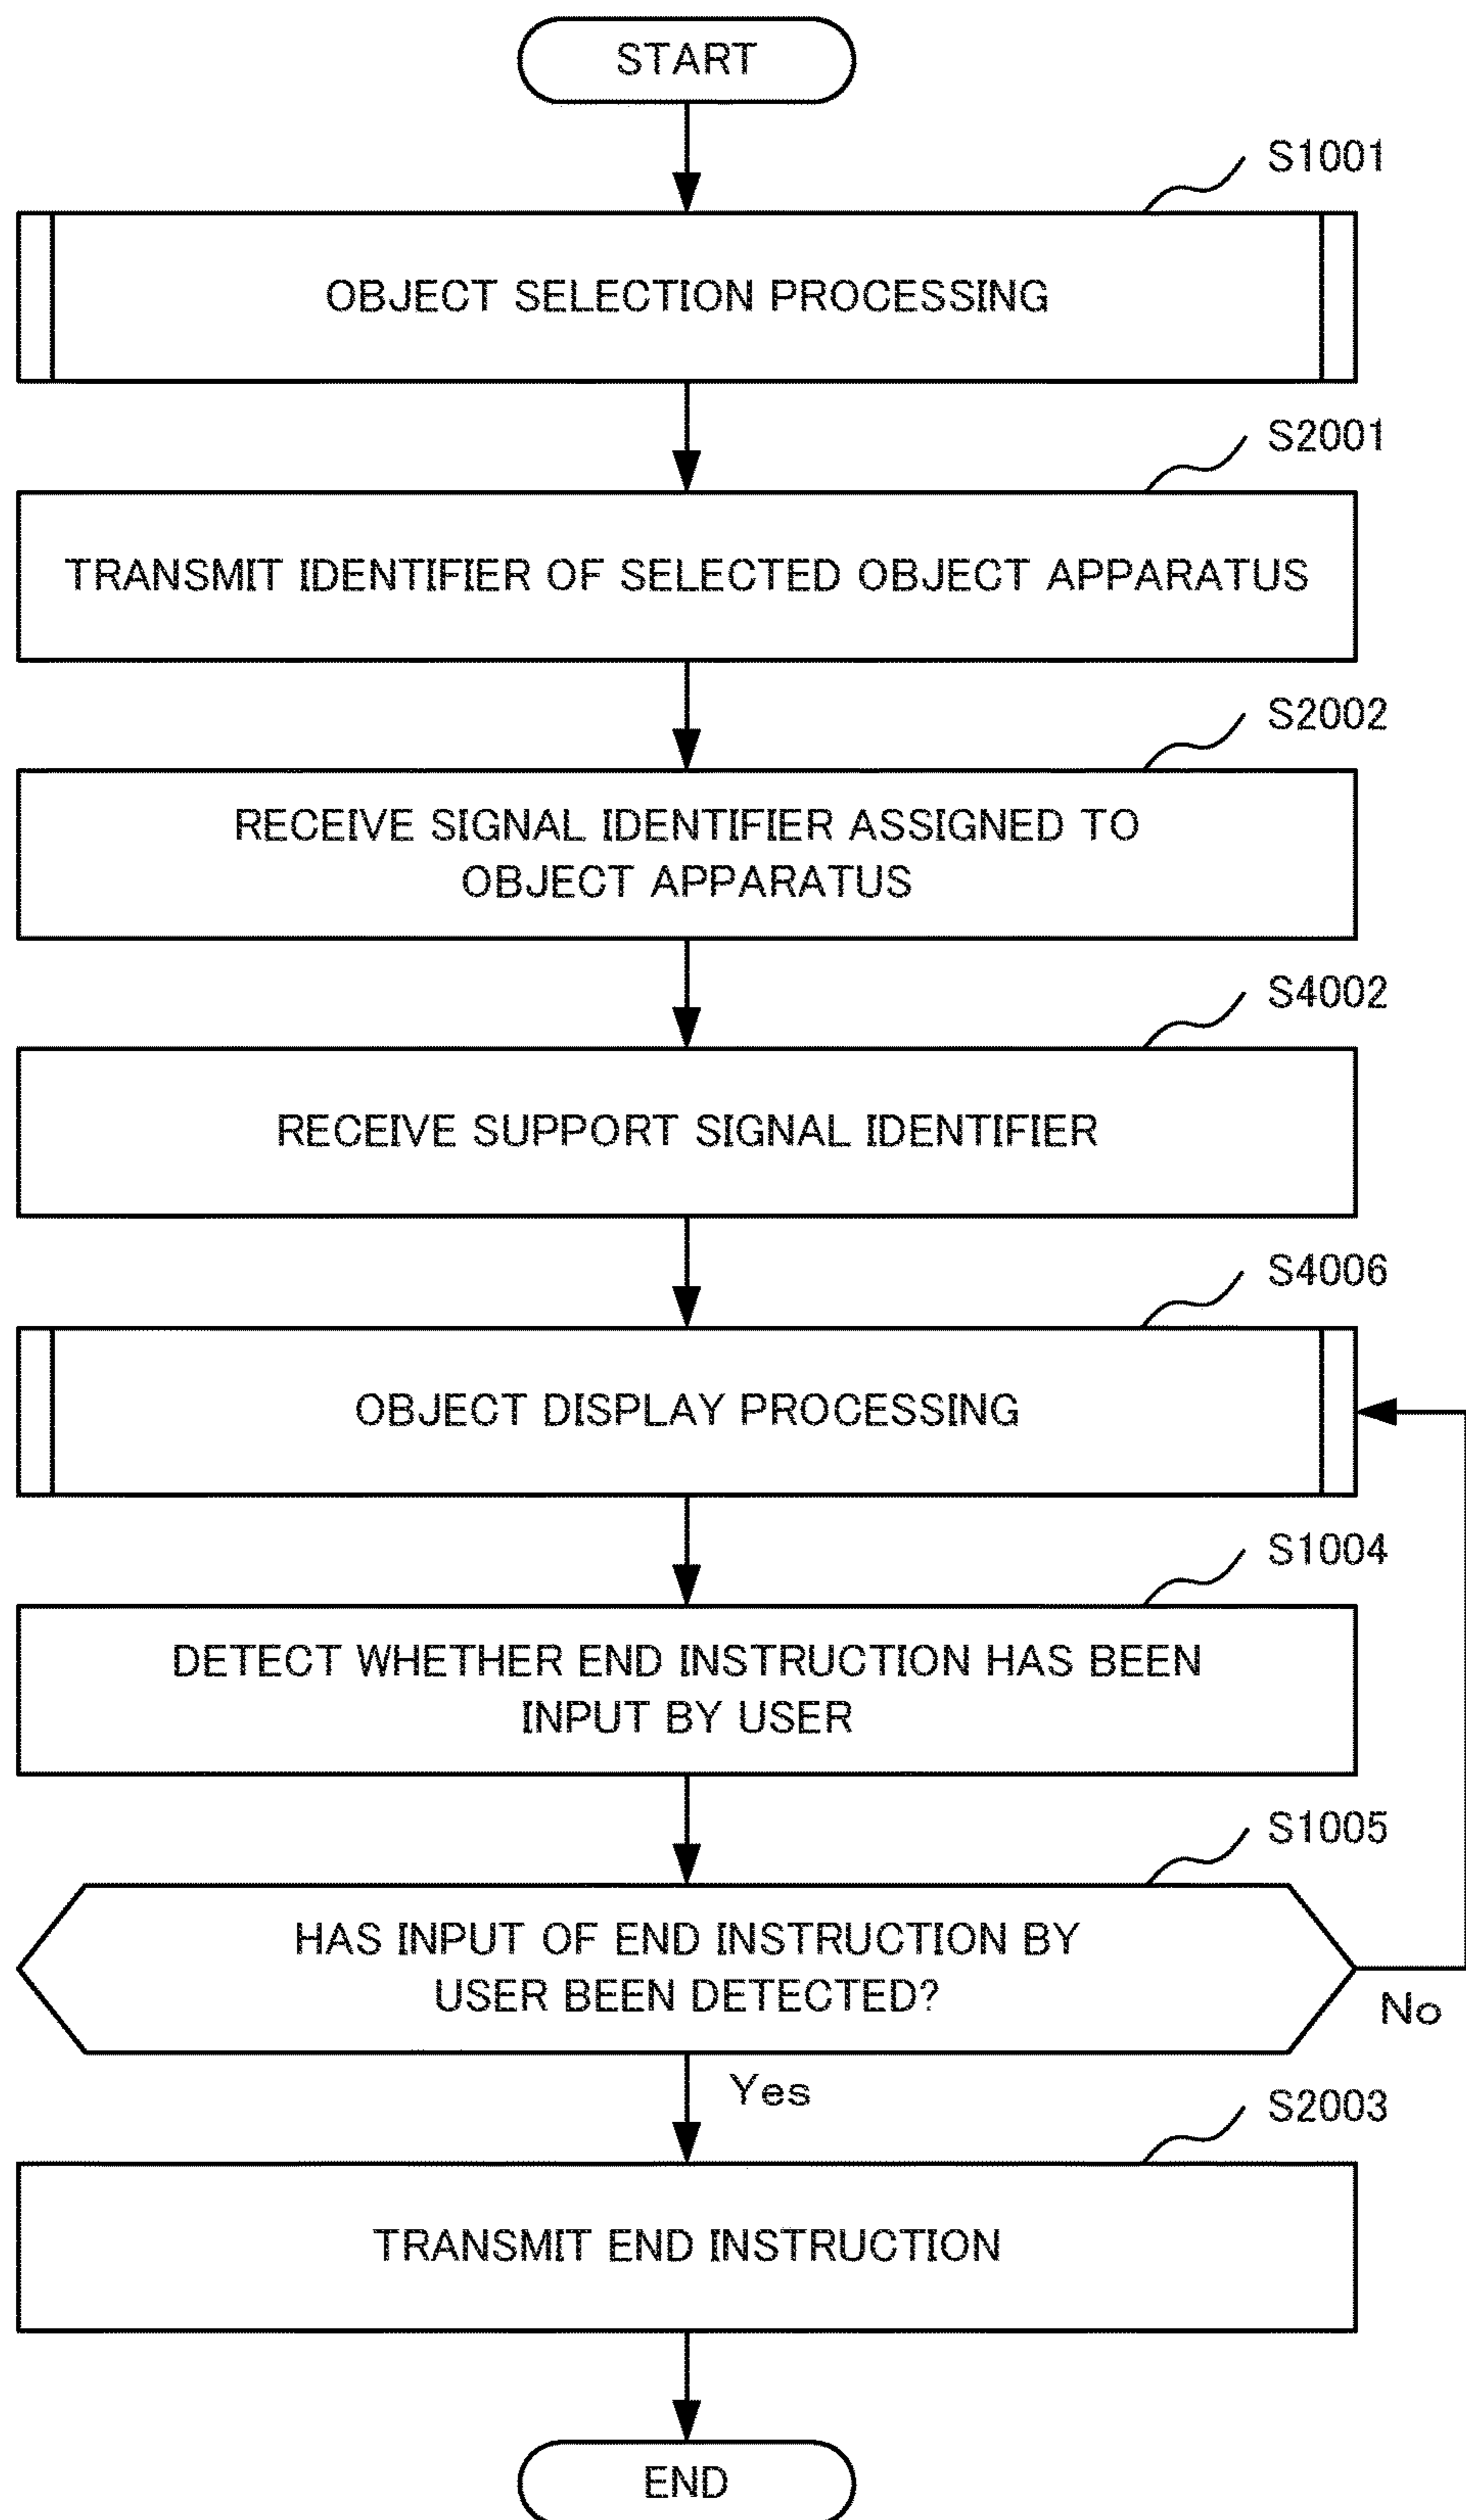 START
S1001
OBJECT SELECTION PROCESSING
S2001
TRANSMIT IDENTIFIER OF SELECTED OBJECT APPARATUS
S2002
RECEIVE SIGNAL IDENTIFIER ASSIGNED TO
OBJECT APPARATUS
S4002
RECEIVE SUPPORT SIGNAL IDENTIFIER
S4006
OBJECT DISPLAY PROCESSING
S1004
DETECT WHETHER END INSTRUCTION HAS BEEN
INPUT BY USER
S1005
HAS INPUT OF END INSTRUCTION BY
USER BEEN DETECTED?
No
Yes
S2003
TRANSMIT END INSTRUCTION
END